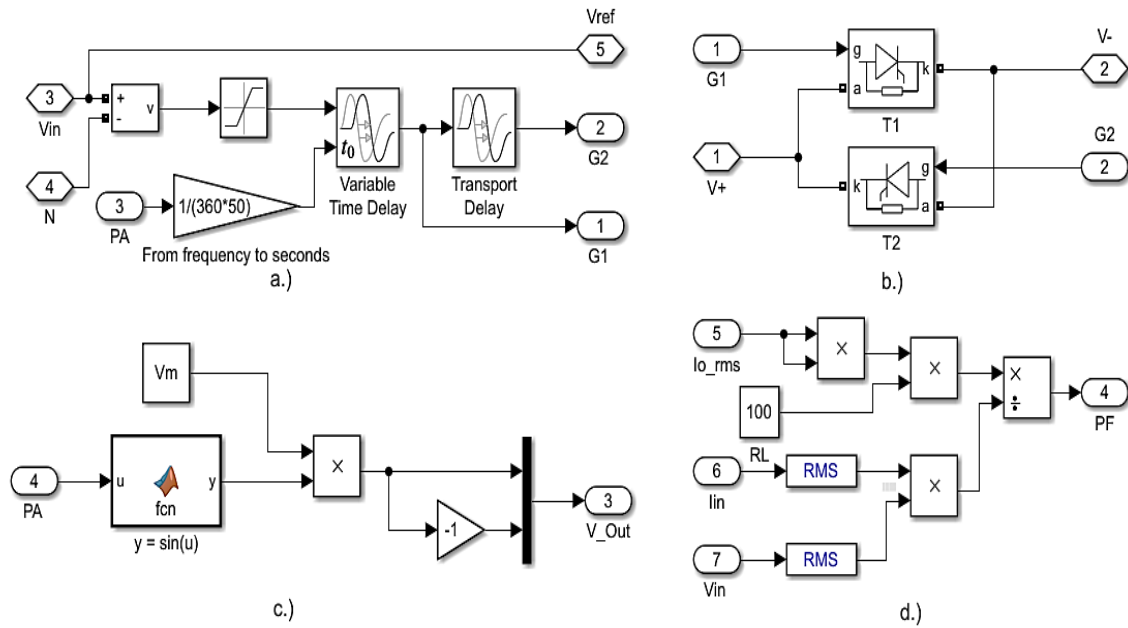 Vref
5
3
Vin
+
-
v
4
N
3
PA
1/(360*50)
From frequency to seconds
t0
Variable
Time Delay
Transport
Delay
2
G2
1
G1
a.)
1
G1
g
k
a
T1
V-
2
1
V+
G2
2
k
g
a
T2
b.)
Vm
4
PA
u
fcn
y
y = sin(u)
×
-1
3
V_Out
c.)
5
Io_rms
×
×
100
RL
×
÷
4
PF
6
Iin
RMS
×
7
Vin
RMS
d.)